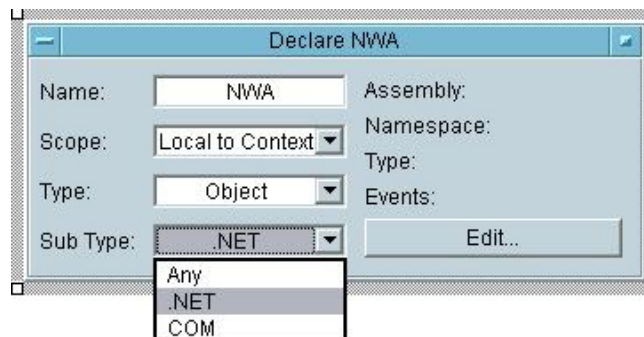 Declare NWA
Name: NWA
Scope: Local to Context
Type: Object
Sub Type: .NET
Any
.NET
COM
Assembly:
Namespace:
Type:
Events:
Edit...